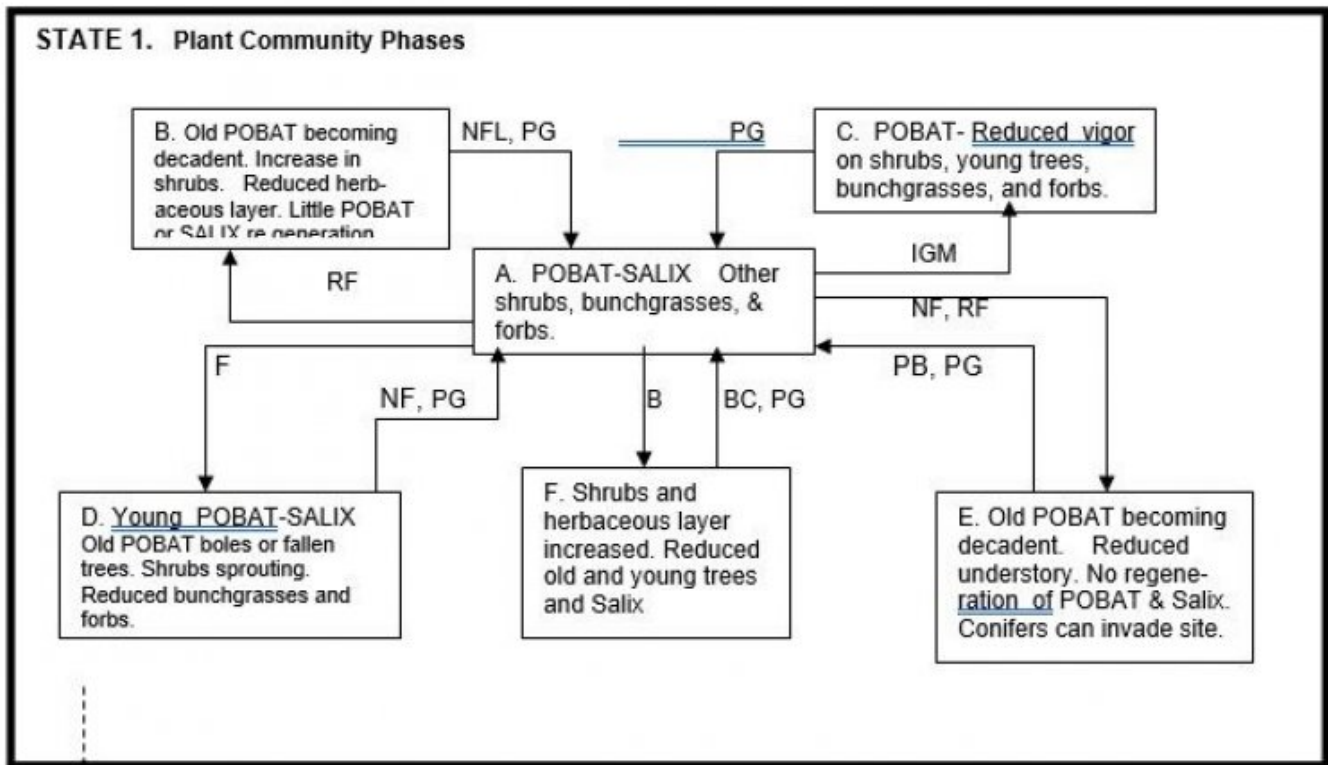 STATE 1. Plant Community Phases
B. Old POBAT becoming
decadent. Increase in
shrubs. Reduced herb-
aceous layer. Little POBAT
or SALIX re generation
NFL, PG
PG
C. POBAT- Reduced vigor
on shrubs, young trees,
bunchgrasses, and forbs.
RF
A. POBAT-SALIX Other
shrubs, bunchgrasses, &
forbs.
IGM
NF, RF
F
NF, PG
B
BC, PG
PB, PG
D. Young POBAT-SALIX
Old POBAT boles or fallen
trees. Shrubs sprouting.
Reduced bunchgrasses and
forbs.
F. Shrubs and
herbaceous layer
increased. Reduced
old and young trees
and Salix
E. Old POBAT becoming
decadent. Reduced
understory. No regene-
ration of POBAT & Salix.
Conifers can invade site.